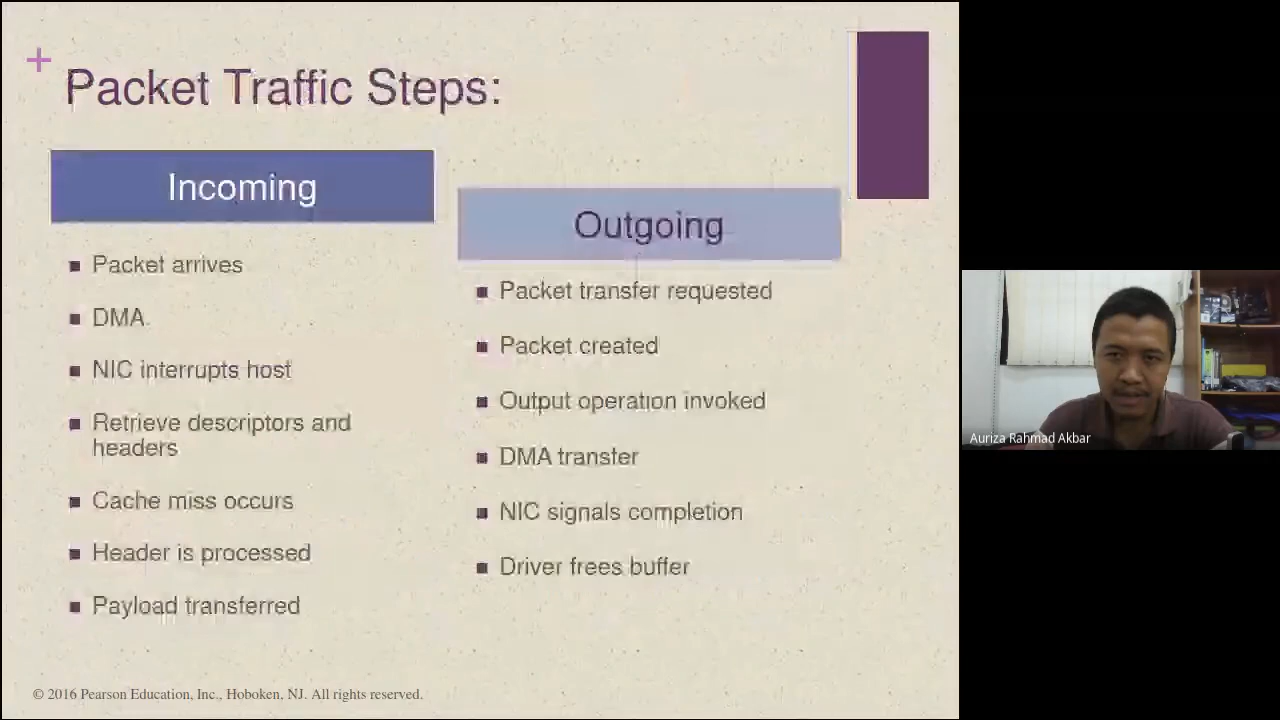 +
Packet Traffic Steps:
Incoming
Packet arrives
DMA
NIC interrupts host
Retrieve descriptors and
headers
Cache miss occurs
Header is processed
Payload transferred
Outgoing
Packet transfer requested
Packet created
Output operation invoked
DMA transfer
NIC signals completion
Driver frees buffer
© 2016 Pearson Education, Inc., Hoboken, NJ. All rights reserved.
Auriza Rahmad Akbar